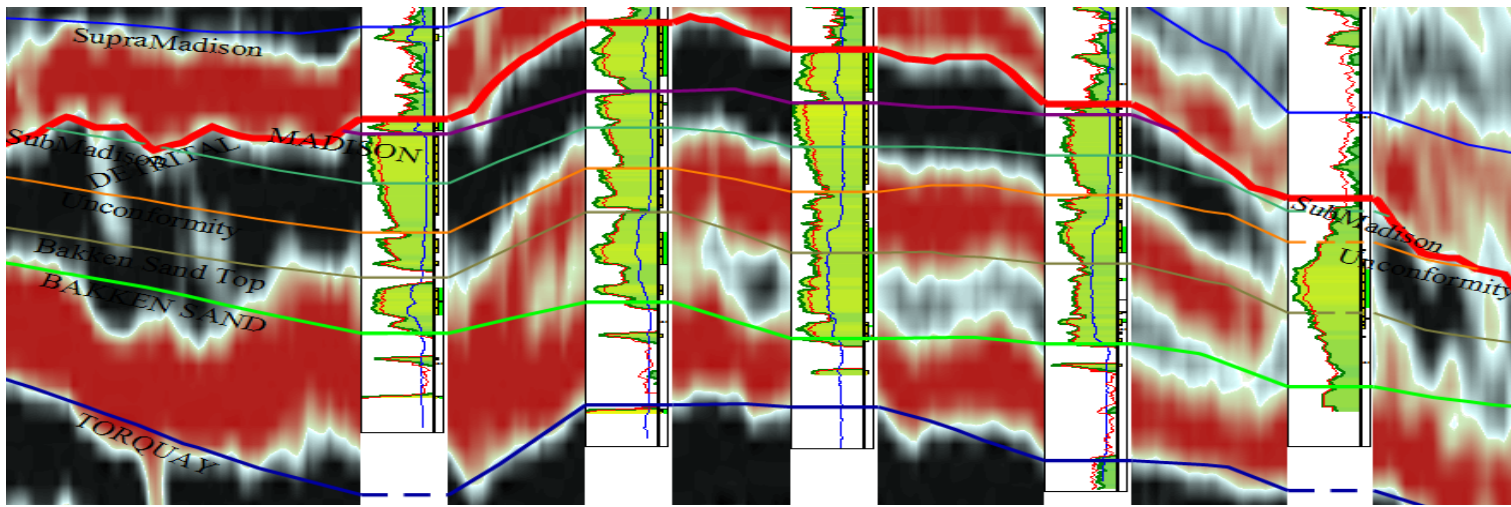 SupraMadison
SubMadison
DETRITAL
MADISON
Unconformity
Bakken Sand Top
BAKKEN SAND
TORQUAY
SubMadison
Unconformity